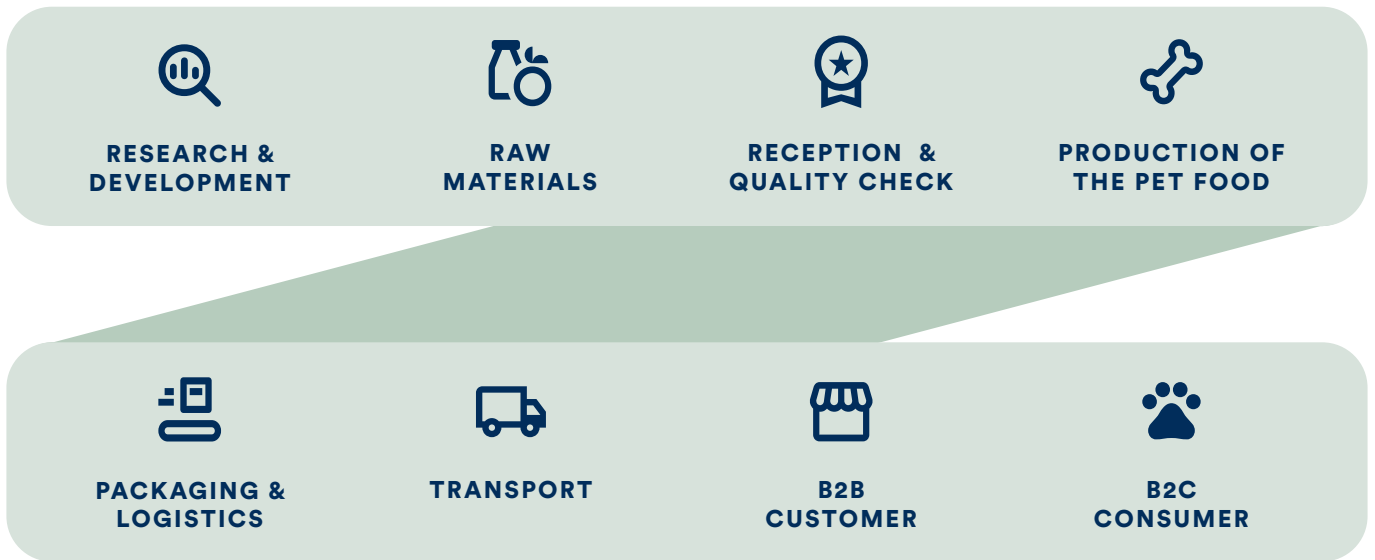 RESEARCH &
DEVELOPMENT
RAW
MATERIALS
RECEPTION &
QUALITY CHECK
PRODUCTION OF
THE PET FOOD
PACKAGING &
LOGISTICS
TRANSPORT
B2B
CUSTOMER
B2C
CONSUMER